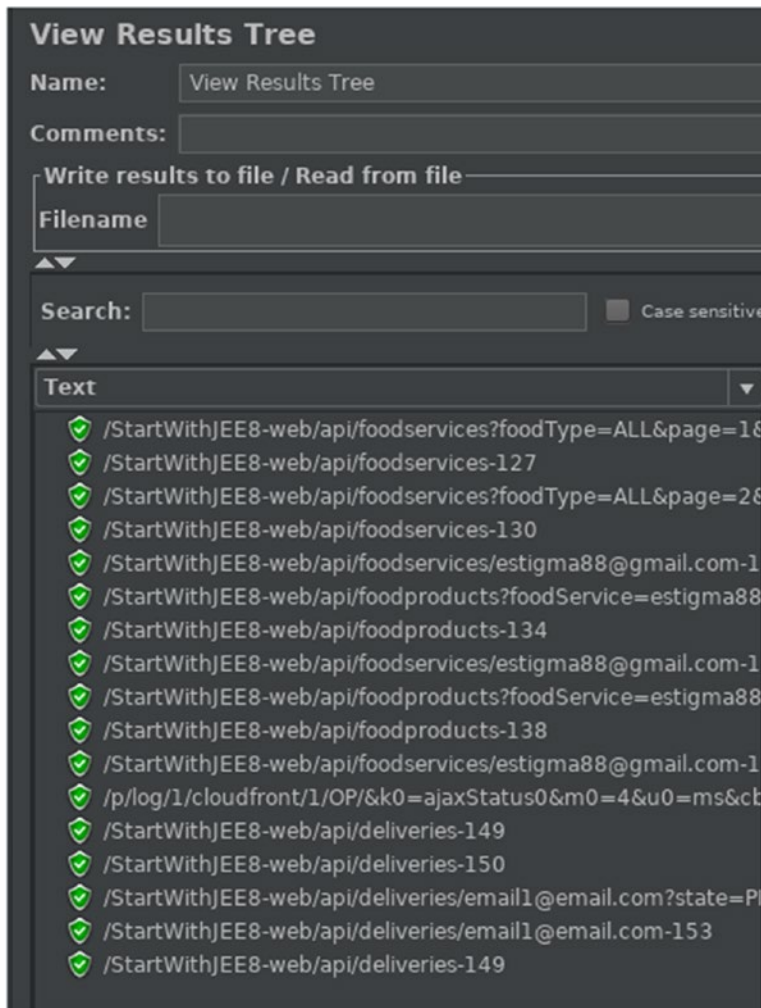 View Results Tree
Name: View Results Tree
Comments:
Write results to file / Read from file
Filename
Search: Case sensitive
Text
/StartWithJEE8-web/api/foodservices?foodType=ALL&page=1&
/StartWithJEE8-web/api/foodservices-127
/StartWithJEE8-web/api/foodservices?foodType=ALL&page=2&
/StartWithJEE8-web/api/foodservices-130
/StartWithJEE8-web/api/foodservices/estigma88@gmail.com-1
/StartWithJEE8-web/api/foodproducts?foodService=estigma88
/StartWithJEE8-web/api/foodproducts-134
/StartWithJEE8-web/api/foodservices/estigma88@gmail.com-1
/StartWithJEE8-web/api/foodproducts?foodService=estigma88
/StartWithJEE8-web/api/foodproducts-138
/StartWithJEE8-web/api/foodservices/estigma88@gmail.com-1
/p/log/1/cloudfront/1/OP/&k0=ajaxStatus0&m0=4&u0=ms&cb
/StartWithJEE8-web/api/deliveries-149
/StartWithJEE8-web/api/deliveries-150
/StartWithJEE8-web/api/deliveries/email1@email.com?state=P
/StartWithJEE8-web/api/deliveries/email1@email.com-153
/StartWithJEE8-web/api/deliveries-149